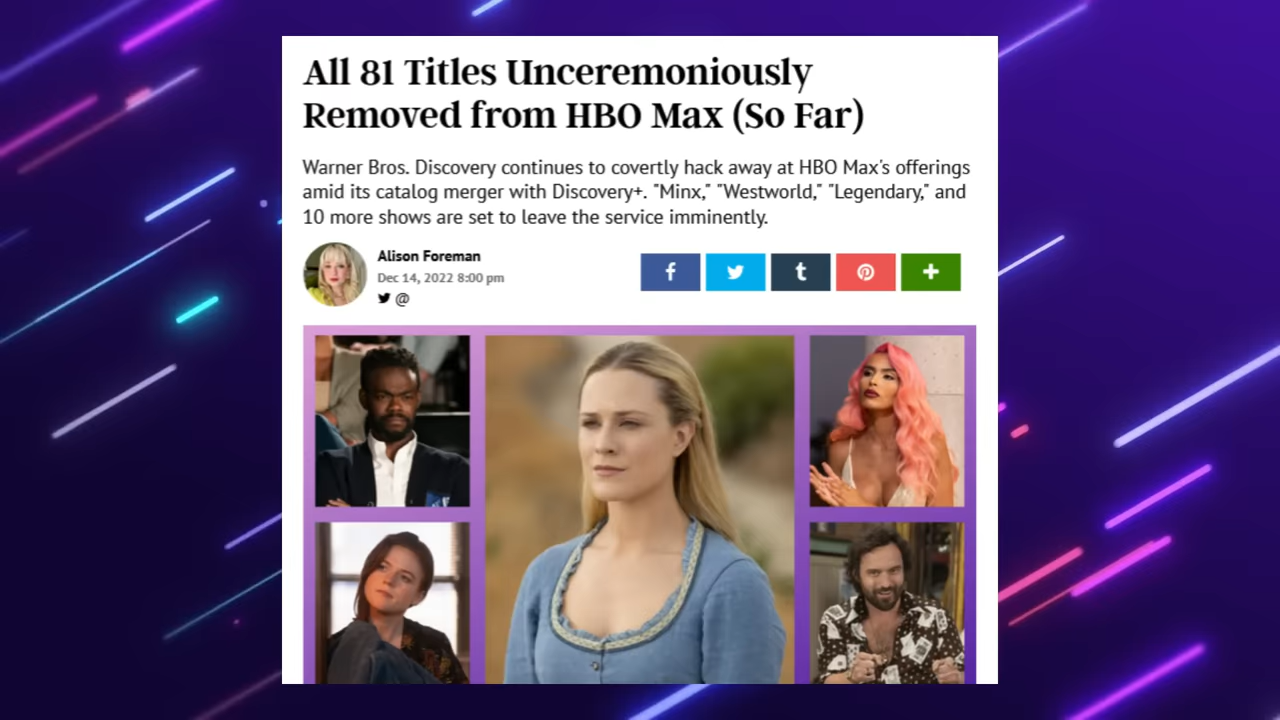 All 81 Titles Unceremoniously
Removed from HBO Max (So Far)
Warner Bros. Discovery continues to covertly hack away at HBO Max's offerings
amid its catalog merger with Discovery+. "Minx," "Westworld," "Legendary," and
10 more shows are set to leave the service imminently.
Alison Foreman
Dec 14, 2022 8:00 pm
@
f
t
+